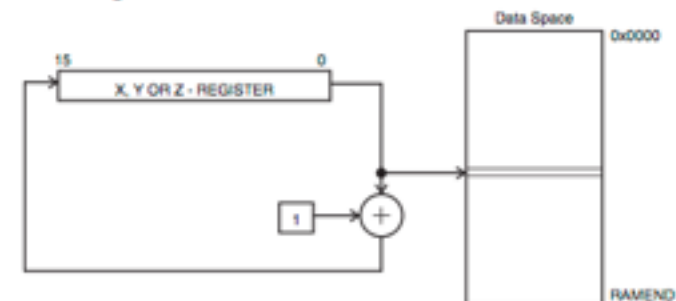 Data Space
0x0000
15 0
X, Y OR Z - REGISTER
1
+
RAMEND